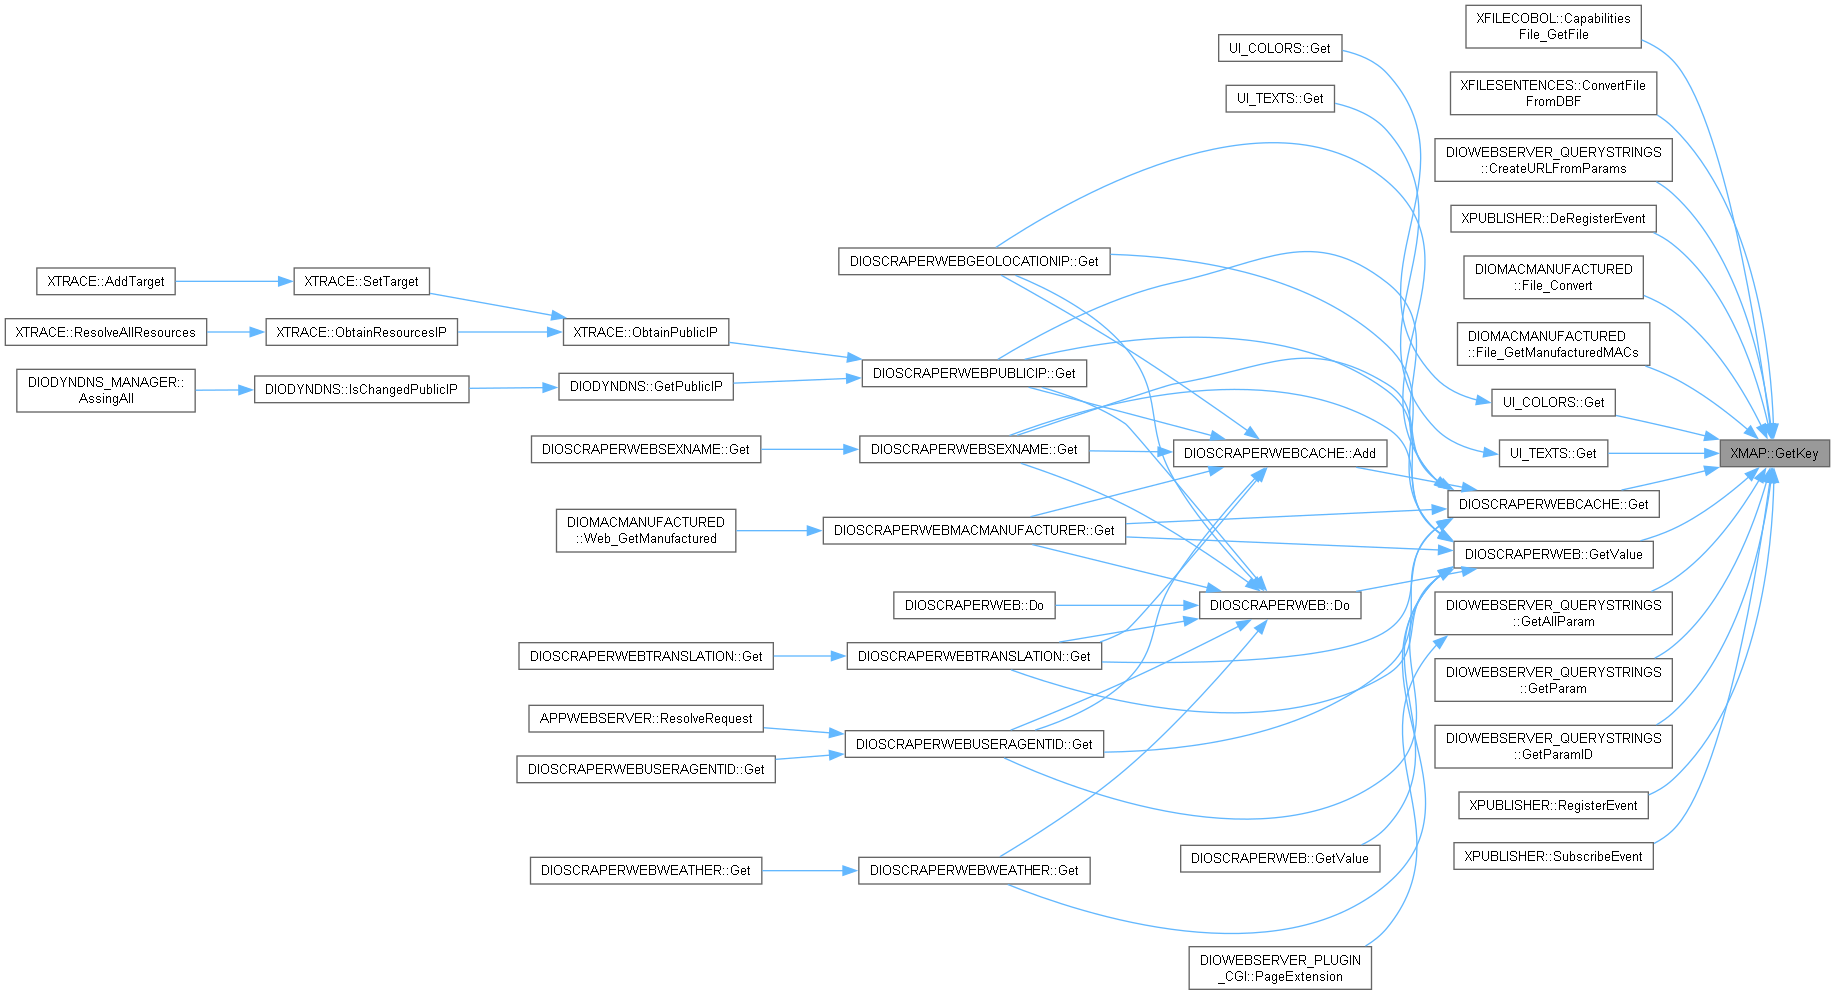 XTRACE::AddTarget
XTRACE::ResolveAllResources
DIODYNDNS_MANAGER::
AssingAll
XTRACE::SetTarget
XTRACE::ObtainResourcesIP
DIODYNDNS::IsChangedPublicIP
XTRACE::ObtainPublicIP
DIODYNDNS::GetPublicIP
DIOSCRAPERWEBSEXNAME::Get
DIOMACMANUFACTURED
::Web_GetManufactured
DIOSCRAPERWEBTRANSLATION::Get
APPWEBSERVER::ResolveRequest
DIOSCRAPERWEBUSERAGENTID::Get
DIOSCRAPERWEBWEATHER::Get
DIOSCRAPERWEBGEOLOCATIONIP::Get
DIOSCRAPERWEBPUBLICIP::Get
DIOSCRAPERWEBSEXNAME::Get
DIOSCRAPERWEBMACMANUFACTURER::Get
DIOSCRAPERWEB::Do
DIOSCRAPERWEBTRANSLATION::Get
DIOSCRAPERWEBUSERAGENTID::Get
DIOSCRAPERWEBWEATHER::Get
UI_COLORS::Get
UI_TEXTS::Get
DIOSCRAPERWEBCACHE::Add
DIOSCRAPERWEB::Do
DIOSCRAPERWEB::GetValue
DIOWEBSERVER_PLUGIN
_CGI::PageExtension
XFILECOBOL::Capabilities
File_GetFile
XFILESENTENCES::ConvertFile
FromDBF
DIOWEBSERVER_QUERYSTRINGS
::CreateURLFromParams
XPUBLISHER::DeRegisterEvent
DIOMACMANUFACTURED
::File_Convert
DIOMACMANUFACTURED
::File_GetManufacturedMACs
UI_COLORS::Get
UI_TEXTS::Get
DIOSCRAPERWEBCACHE::Get
DIOSCRAPERWEB::GetValue
DIOWEBSERVER_QUERYSTRINGS
::GetAllParam
DIOWEBSERVER_QUERYSTRINGS
::GetParam
DIOWEBSERVER_QUERYSTRINGS
::GetParamID
XPUBLISHER::RegisterEvent
XPUBLISHER::SubscribeEvent
XMAP::GetKey